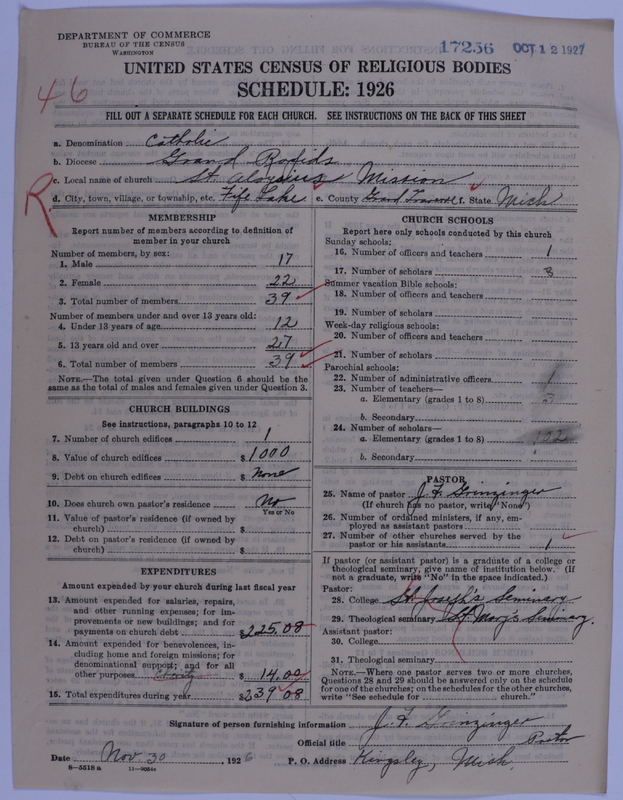 DEPARTMENT OF COMMERCE
BUREAU OF THE CENSUS
WASHINGTON
17256 OCT 12 1927
UNITED STATES CENSUS OF RELIGIOUS BODIES
SCHEDULE: 1926
46
FILL OUT A SEPARATE SCHEDULE FOR EACH CHURCH. SEE INSTRUCTIONS ON THE BACK OF THIS SHEET
a. Denomination Catholic
b. Diocese Grand Rapids
c. Local name of church St. Aloysius Mission
R
d. City, town, village, or township, etc. Fife Lake e. County Grand Traverse f. State Mich
MEMBERSHIP
Report number of members according to definition of
member in your church
Number of members, by sex:
1. Male 17
2. Female 22
3. Total number of members 39
Number of members under and over 13 years old:
4. Under 13 years of age 12
5. 13 years old and over 27
6. Total number of members 39
NOTE.—The total given under Question 6 should be the
same as the total of males and females given under Question 3.
CHURCH BUILDINGS
See instructions, paragraphs 10 to 12
7. Number of church edifices 1
8. Value of church edifices $1000
9. Debt on church edifices $None
10. Does church own pastor's residence No
Yes or No
11. Value of pastor's residence (if owned by
church) $
12. Debt on pastor's residence (if owned by
church) $
EXPENDITURES
Amount expended by your church during last fiscal year
13. Amount expended for salaries, repairs,
and other running expenses; for im-
provements or new buildings; and for
payments on church debt $225.08
14. Amount expended for benevolences, in-
cluding home and foreign missions; for
denominational support; and for all
other purposes Charity $14.00
15. Total expenditures during year $239.08
CHURCH SCHOOLS
Report here only schools conducted by this church
Sunday schools:
16. Number of officers and teachers 1
17. Number of scholars 8
Summer vacation Bible schools:
18. Number of officers and teachers
19. Number of scholars
Week-day religious schools:
20. Number of officers and teachers
21. Number of scholars
Parochial schools:
22. Number of administrative officers 1
23. Number of teachers—
a. Elementary (grades 1 to 8) 3
b. Secondary
24. Number of scholars—
a. Elementary (grades 1 to 8) 102
b. Secondary
PASTOR
25. Name of pastor J. F. Grinzinger
(If church has no pastor, write "None")
26. Number of ordained ministers, if any, em-
ployed as assistant pastors
27. Number of other churches served by the
pastor or his assistants 1
If pastor (or assistant pastor) is a graduate of a college or
theological seminary, give name of institution below. (If
not a graduate, write "No" in the space indicated.)
Pastor:
28. College St. Joseph's Seminary
29. Theological seminary St. Mary's Seminary.
Assistant pastor:
30. College
31. Theological seminary
NOTE.—Where one pastor serves two or more churches,
Questions 28 and 29 should be answered only on the schedule
for one of the churches; on the schedules for the other churches,
write "See schedule for church."
Signature of person furnishing information J. F. Grinzinger
Official title Pastor
Date Nov 30 1926 P. O. Address Kingsley, Mich.
8—5518 a